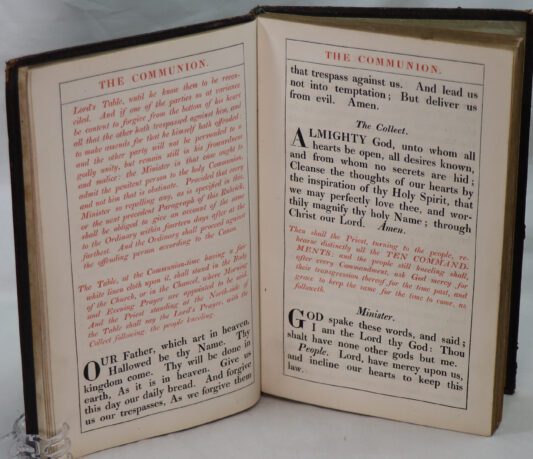 THE COMMUNION.
Lord's Table, until he know them to be recon-
ciled. And if one of the parties so at variance
be content to forgive from the bottom of his heart
all that the other hath trespassed against him, and
to make amends for that he himself hath offended;
and the other party will not be persuaded to a
godly unity, but remain still in his frowardness
and malice: the Minister in that case ought to
admit the penitent person to the holy Communion,
and not him that is obstinate. Provided that every
Minister so repelling any, as is specified in this,
or the next precedent Paragraph of this Rubrick,
shall be obliged to give an account of the same
to the Ordinary within fourteen days after at the
farthest. And the Ordinary shall proceed against
the offending person according to the Canon.
The Table, at the Communion-time having a fair
white linen cloth upon it, shall stand in the Body
of the Church, or in the Chancel, where Morning
and Evening Prayer are appointed to be said.
And the Priest standing at the North-side of
the Table shall say the Lord's Prayer, with the
Collect following, the people kneeling.
OUR Father, which art in heaven,
Hallowed be thy Name. Thy
kingdom come. Thy will be done in
earth, As it is in heaven. Give us
this day our daily bread. And forgive
us our trespasses, As we forgive them
THE COMMUNION.
that trespass against us. And lead us
not into temptation; But deliver us
from evil. Amen.
The Collect.
ALMIGHTY God, unto whom all
hearts be open, all desires known,
and from whom no secrets are hid;
Cleanse the thoughts of our hearts by
the inspiration of thy Holy Spirit, that
we may perfectly love thee, and wor-
thily magnify thy holy Name; through
Christ our Lord. Amen.
Then shall the Priest, turning to the people, re-
hearse distinctly all the TEN COMMAND-
MENTS; and the people still kneeling shall,
after every Commandment, ask God mercy for
their transgression thereof for the time past, and
grace to keep the same for the time to come, as
followeth.
Minister.
GOD spake these words, and said;
I am the Lord thy God: Thou
shalt have none other gods but me.
People. Lord, have mercy upon us,
and incline our hearts to keep this
law.